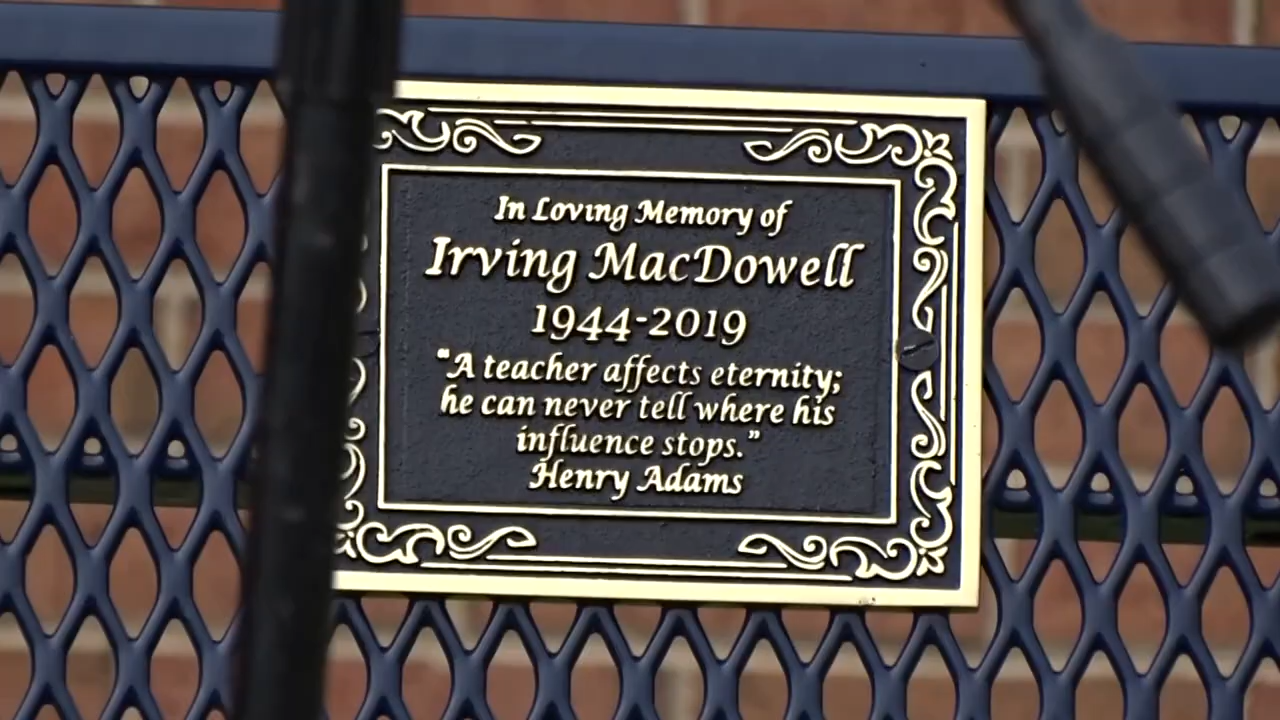 In Loving Memory of
Irving MacDowell
1944-2019
“A teacher affects eternity;
he can never tell where his
influence stops.”
Henry Adams